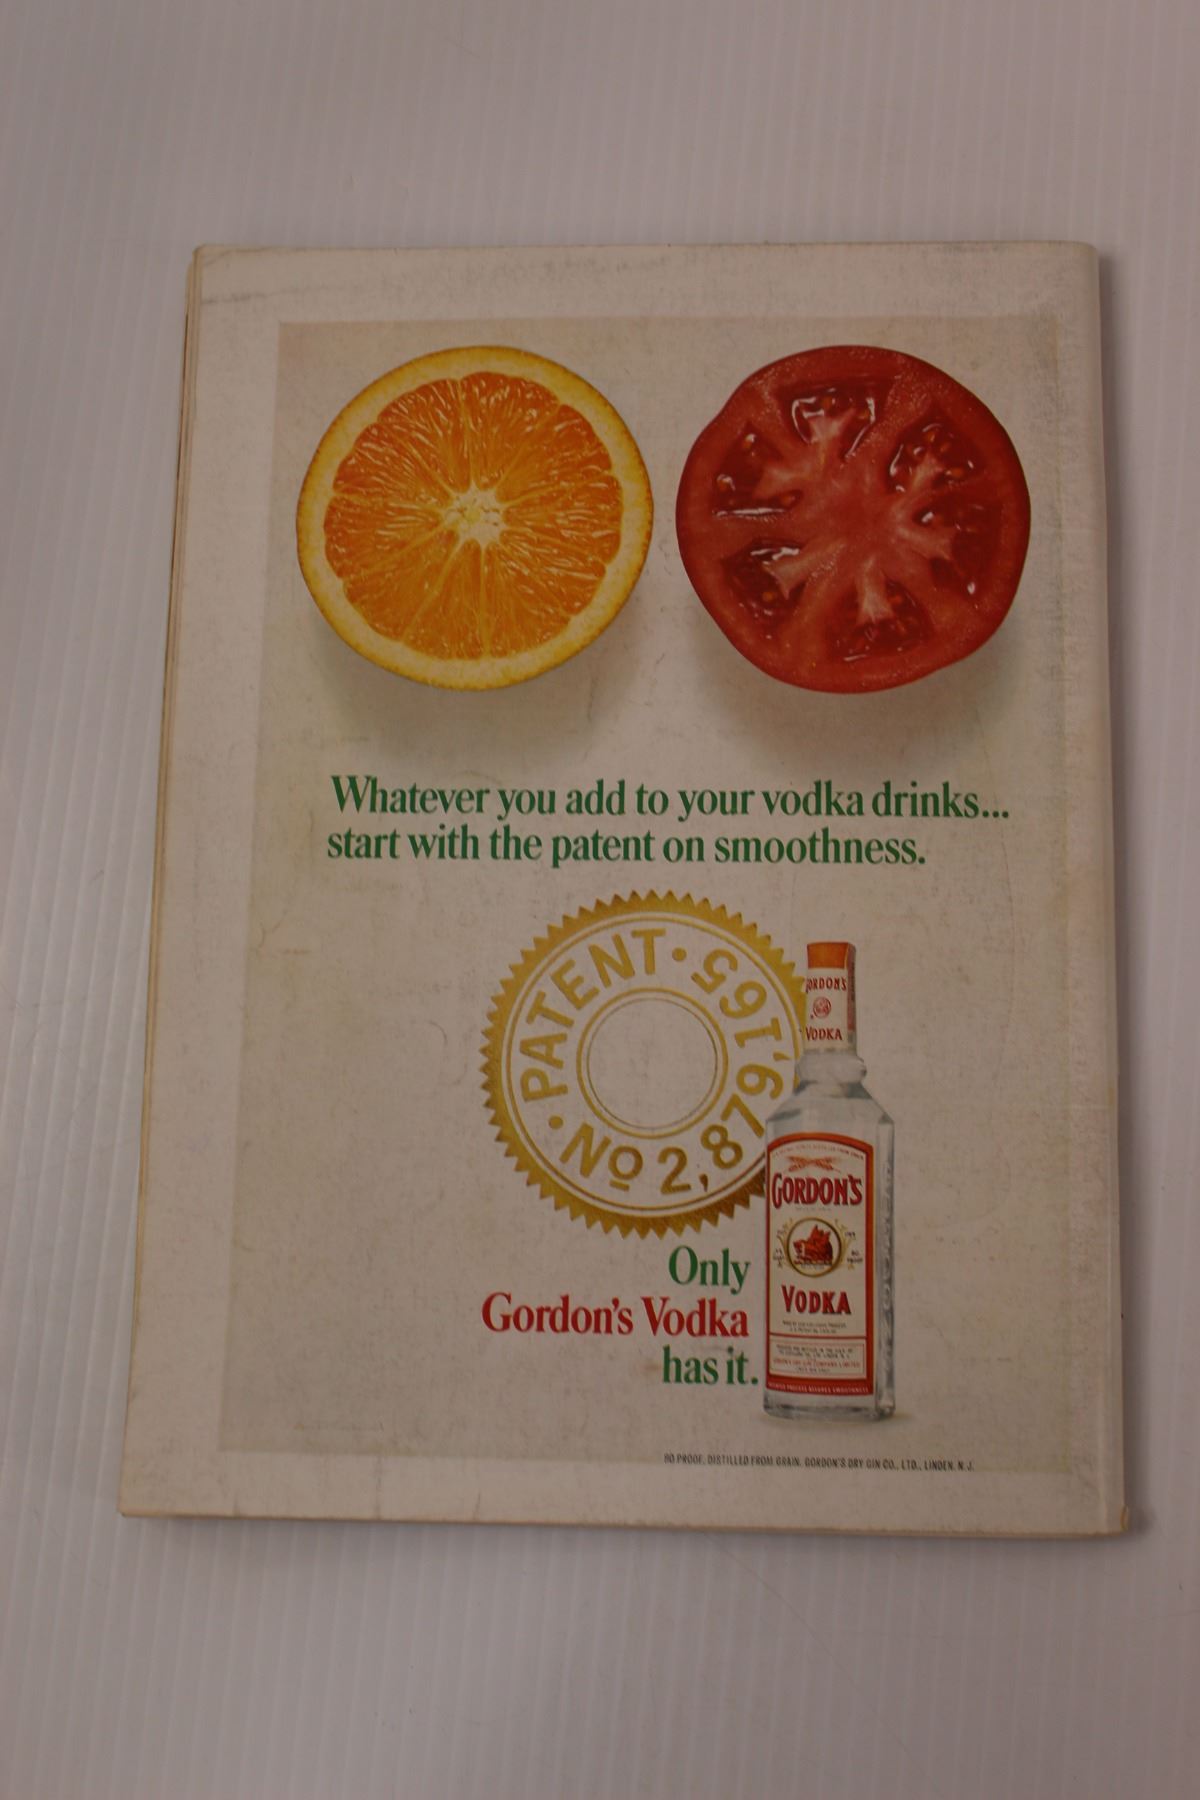 Whatever you add to your vodka drinks...
start with the patent on smoothness.
PATENT · No 2,879,165 ·
GORDON'S
VODKA
GORDON'S
VODKA
Only
Gordon's Vodka
has it.
80 PROOF. DISTILLED FROM GRAIN. GORDON'S DRY GIN CO., LTD., LINDEN, N.J.